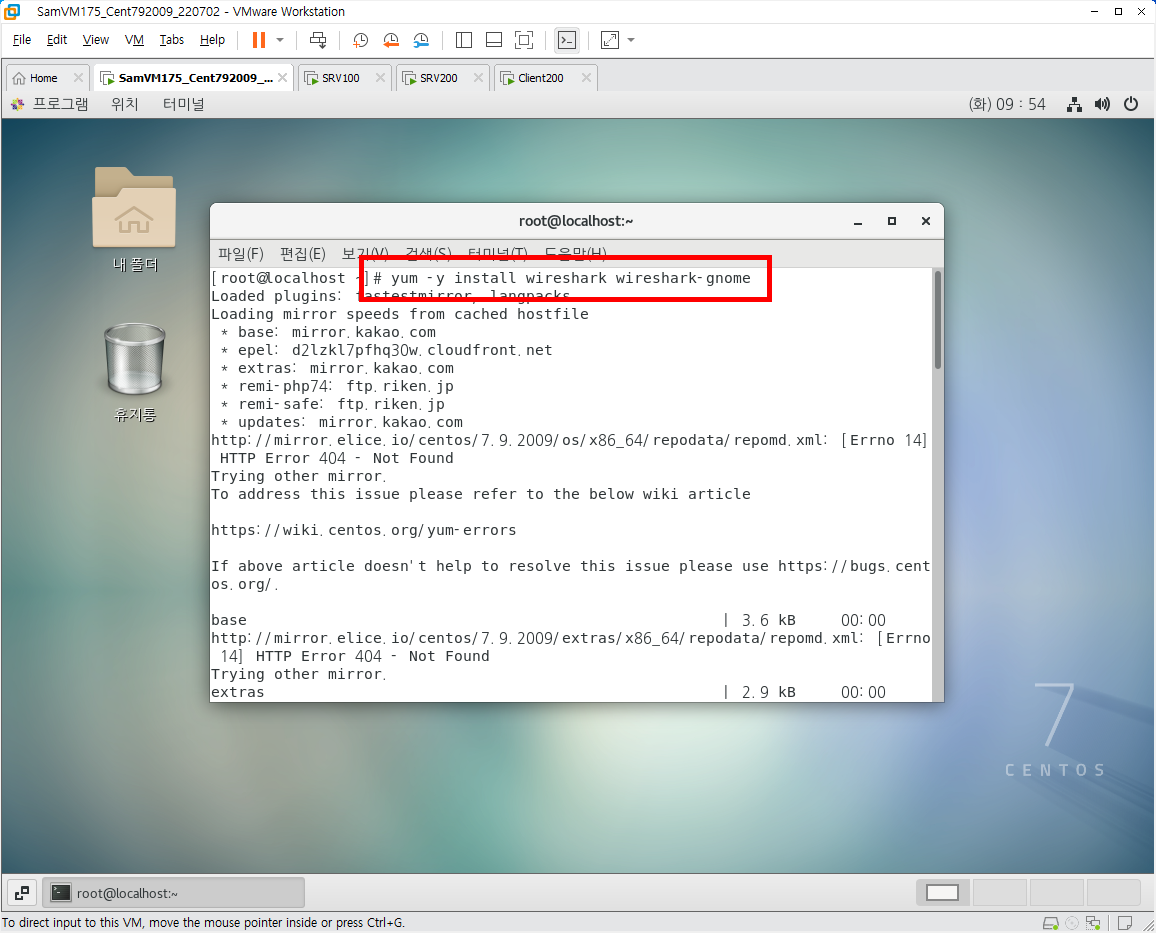 SamVM175_Cent792009_220702 - VMware Workstation
File Edit View VM Tabs Help
Home SamVM175_Cent792009_... SRV100 SRV200 Client200
프로그램 위치 터미널 (화) 09 : 54
내 폴더
휴지통
root@localhost:~
파일(F) 편집(E) 보기(V) 검색(S) 터미널(T) 도움말(H)
[root@localhost ~]# yum -y install wireshark wireshark-gnome
Loaded plugins: fastestmirror, langpacks
Loading mirror speeds from cached hostfile
* base: mirror.kakao.com
* epel: d2lzkl7pfhq30w.cloudfront.net
* extras: mirror.kakao.com
* remi-php74: ftp.riken.jp
* remi-safe: ftp.riken.jp
* updates: mirror.kakao.com
http://mirror.elice.io/centos/7.9.2009/os/x86_64/repodata/repomd.xml: [Errno 14]
HTTP Error 404 - Not Found
Trying other mirror.
To address this issue please refer to the below wiki article
https://wiki.centos.org/yum-errors
If above article doesn't help to resolve this issue please use https://bugs.cent
os.org/.
base | 3.6 kB 00:00
http://mirror.elice.io/centos/7.9.2009/extras/x86_64/repodata/repomd.xml: [Errno
14] HTTP Error 404 - Not Found
Trying other mirror.
extras | 2.9 kB 00:00
7
CENTOS
root@localhost:~
To direct input to this VM, move the mouse pointer inside or press Ctrl+G.